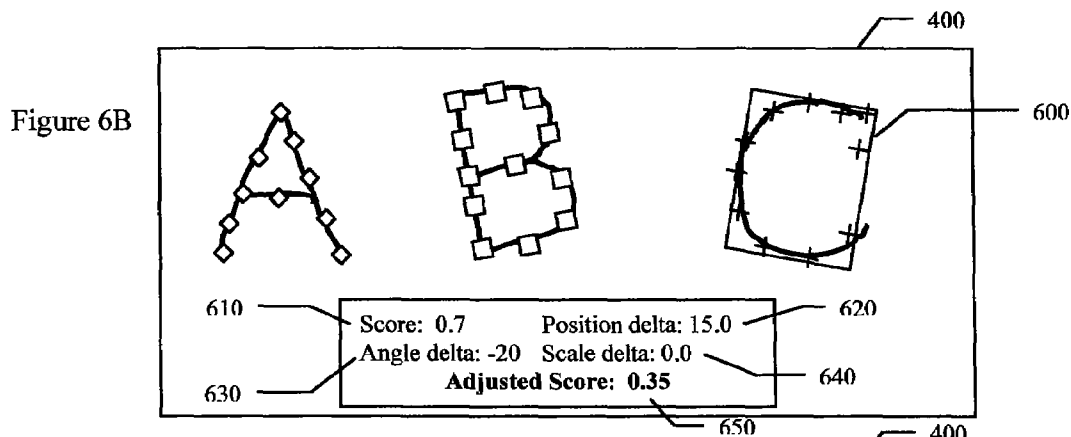 400
Figure 6B
600
A B C
610
620
Score: 0.7 Position delta: 15.0
Angle delta: -20 Scale delta: 0.0
Adjusted Score: 0.35
630
640
650
400